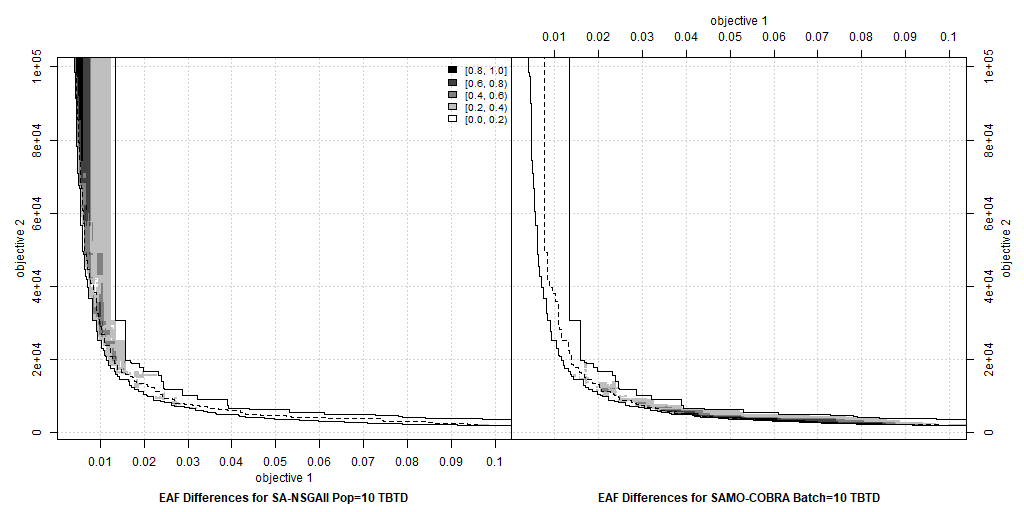 objective 1
0.01 0.02 0.03 0.04 0.05 0.06 0.07 0.08 0.09 0.1
[0.8, 1.0]
[0.6, 0.8)
[0.4, 0.6)
[0.2, 0.4)
[0.0, 0.2)
1e+05
8e+04
6e+04
4e+04
2e+04
0
objective 2
1e+05
8e+04
6e+04
4e+04
2e+04
0
objective 2
0.01 0.02 0.03 0.04 0.05 0.06 0.07 0.08 0.09 0.1
objective 1
EAF Differences for SA-NSGAII Pop=10 TBTD
EAF Differences for SAMO-COBRA Batch=10 TBTD